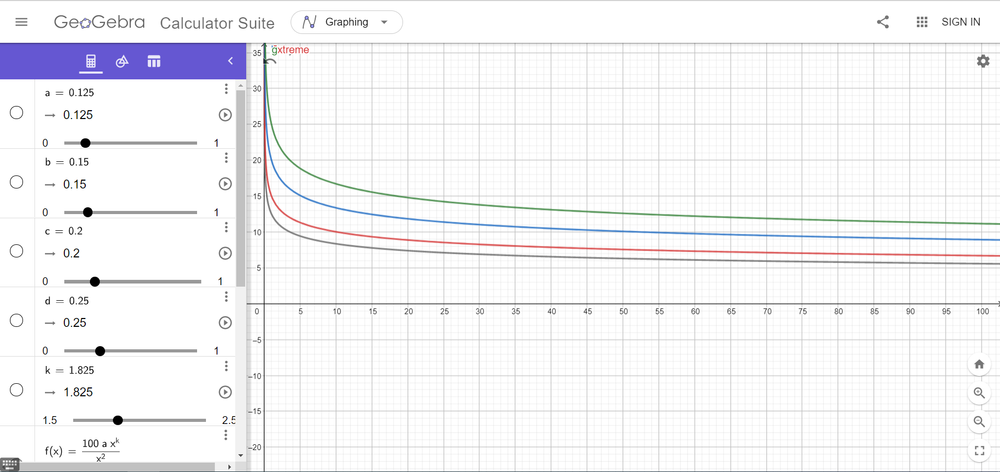 GeoGebra Calculator Suite Graphing SIGN IN
a = 0.125
→ 0.125
0 1
b = 0.15
→ 0.15
0 1
c = 0.2
→ 0.2
0 1
d = 0.25
→ 0.25
0 1
k = 1.825
→ 1.825
1.5 2.5
f(x) = 100 a x^k / x^2
gxtreme
35
30
25
20
15
10
5
0 5 10 15 20 25 30 35 40 45 50 55 60 65 70 75 80 85 90 95 100
–5
–10
–15
–20